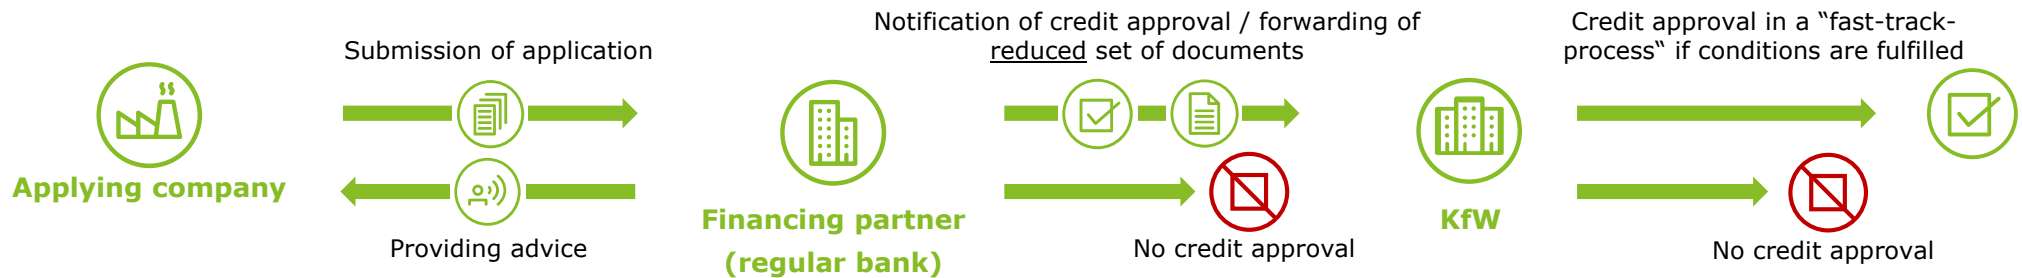 Submission of application
Notification of credit approval / forwarding of
reduced set of documents
Credit approval in a “fast-track-
process“ if conditions are fulfilled
Applying company
Providing advice
Financing partner
(regular bank)
No credit approval
KfW
No credit approval